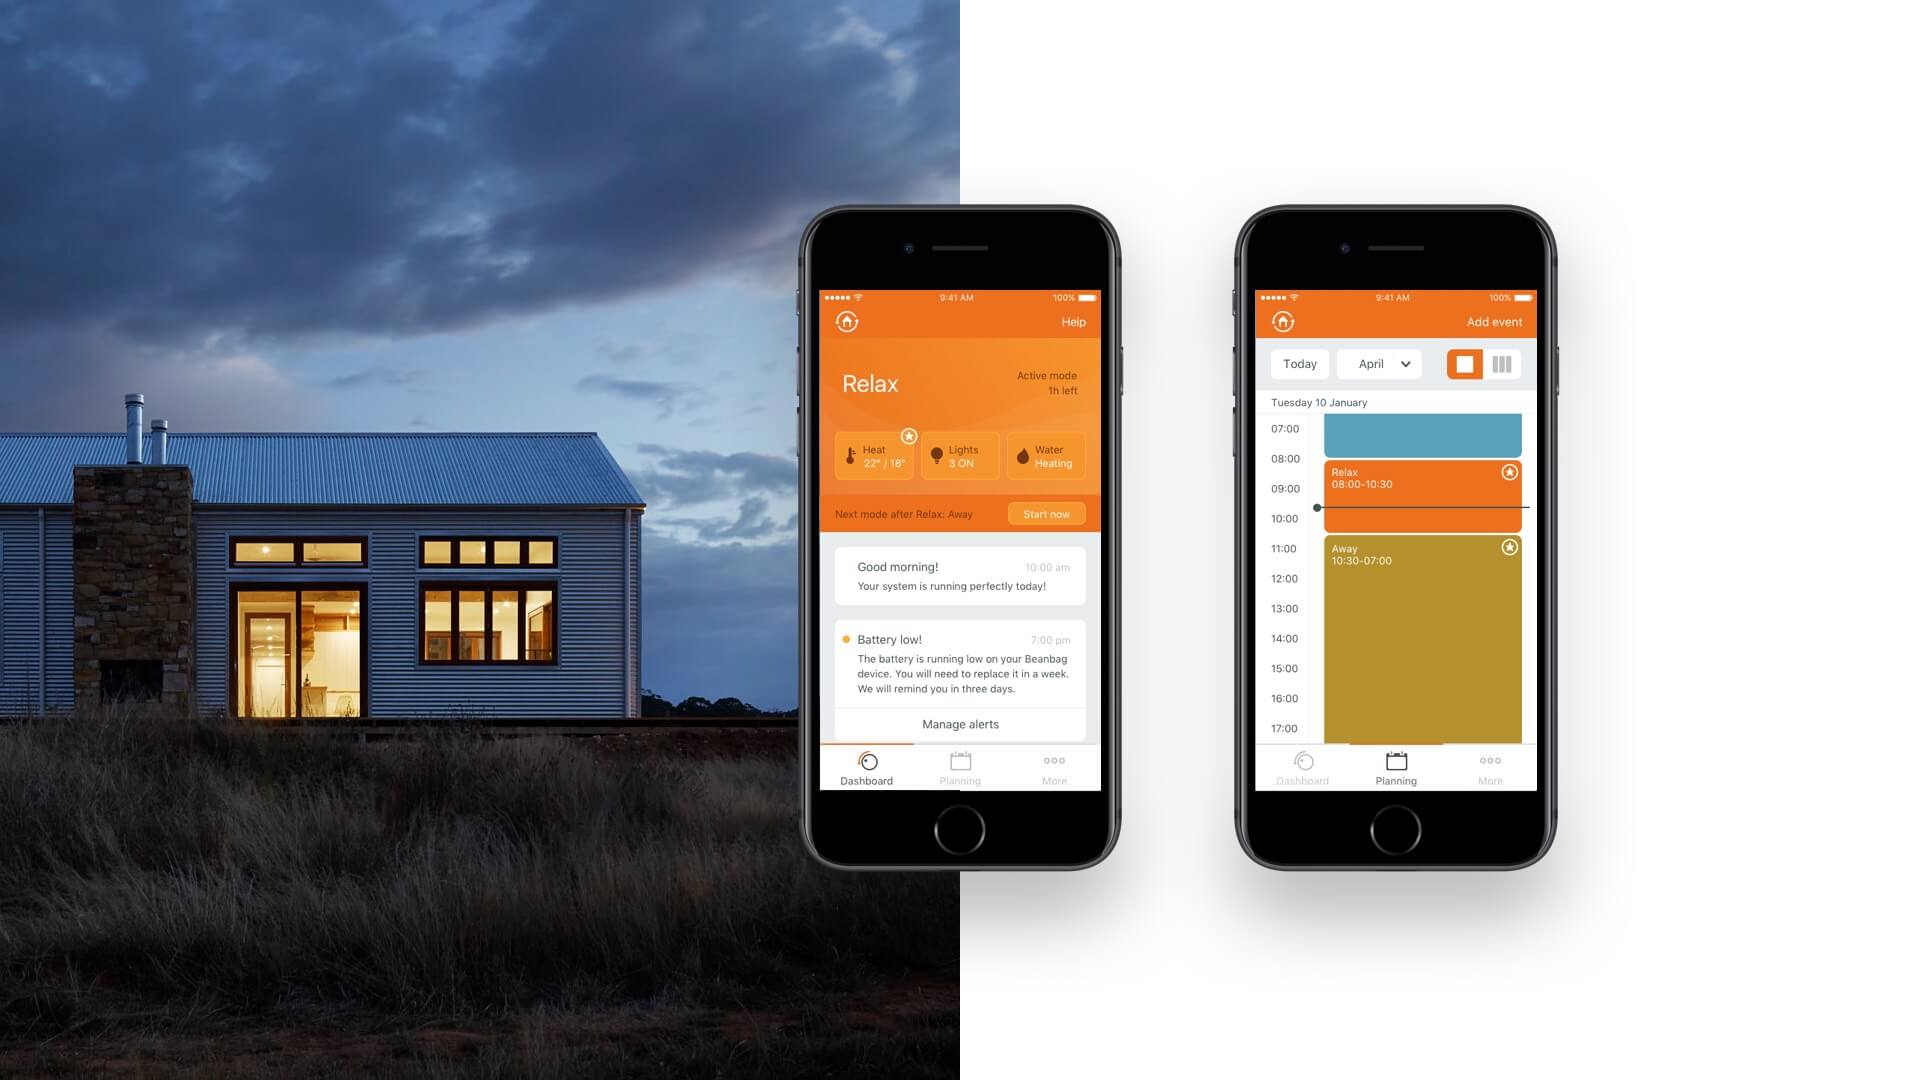 9:41 AM
100%
Help
Relax
Active mode
1h left
Heat
22° / 18°
Lights
3 ON
Water
Heating
Next mode after Relax: Away
Start now
Good morning!
10:00 am
Your system is running perfectly today!
Battery low!
7:00 pm
The battery is running low on your Beanbag
device. You will need to replace it in a week.
We will remind you in three days.
Manage alerts
Dashboard
Planning
More
9:41 AM
100%
Add event
Today
April
Tuesday 10 January
07:00
08:00
Relax
08:00-10:30
09:00
10:00
11:00
Away
10:30-07:00
12:00
13:00
14:00
15:00
16:00
17:00
Dashboard
Planning
More